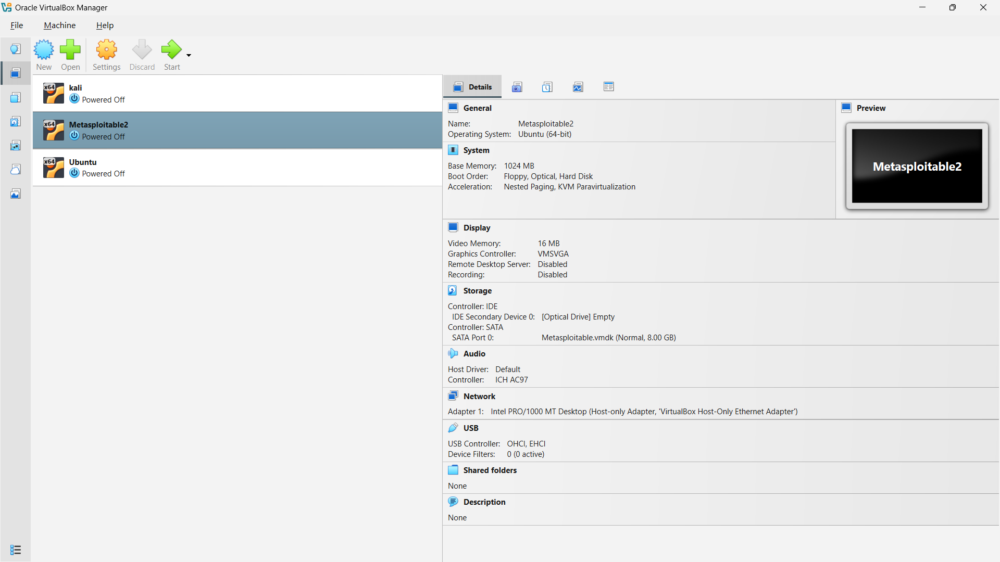 Oracle VirtualBox Manager
File Machine Help
New Open Settings Discard Start
x64 kali
Powered Off
x64 Metasploitable2
Powered Off
x64 Ubuntu
Powered Off
Details
General
Name: Metasploitable2
Operating System: Ubuntu (64-bit)
Preview
Metasploitable2
System
Base Memory: 1024 MB
Boot Order: Floppy, Optical, Hard Disk
Acceleration: Nested Paging, KVM Paravirtualization
Display
Video Memory: 16 MB
Graphics Controller: VMSVGA
Remote Desktop Server: Disabled
Recording: Disabled
Storage
Controller: IDE
IDE Secondary Device 0: [Optical Drive] Empty
Controller: SATA
SATA Port 0: Metasploitable.vmdk (Normal, 8.00 GB)
Audio
Host Driver: Default
Controller: ICH AC97
Network
Adapter 1: Intel PRO/1000 MT Desktop (Host-only Adapter, 'VirtualBox Host-Only Ethernet Adapter')
USB
USB Controller: OHCI, EHCI
Device Filters: 0 (0 active)
Shared folders
None
Description
None